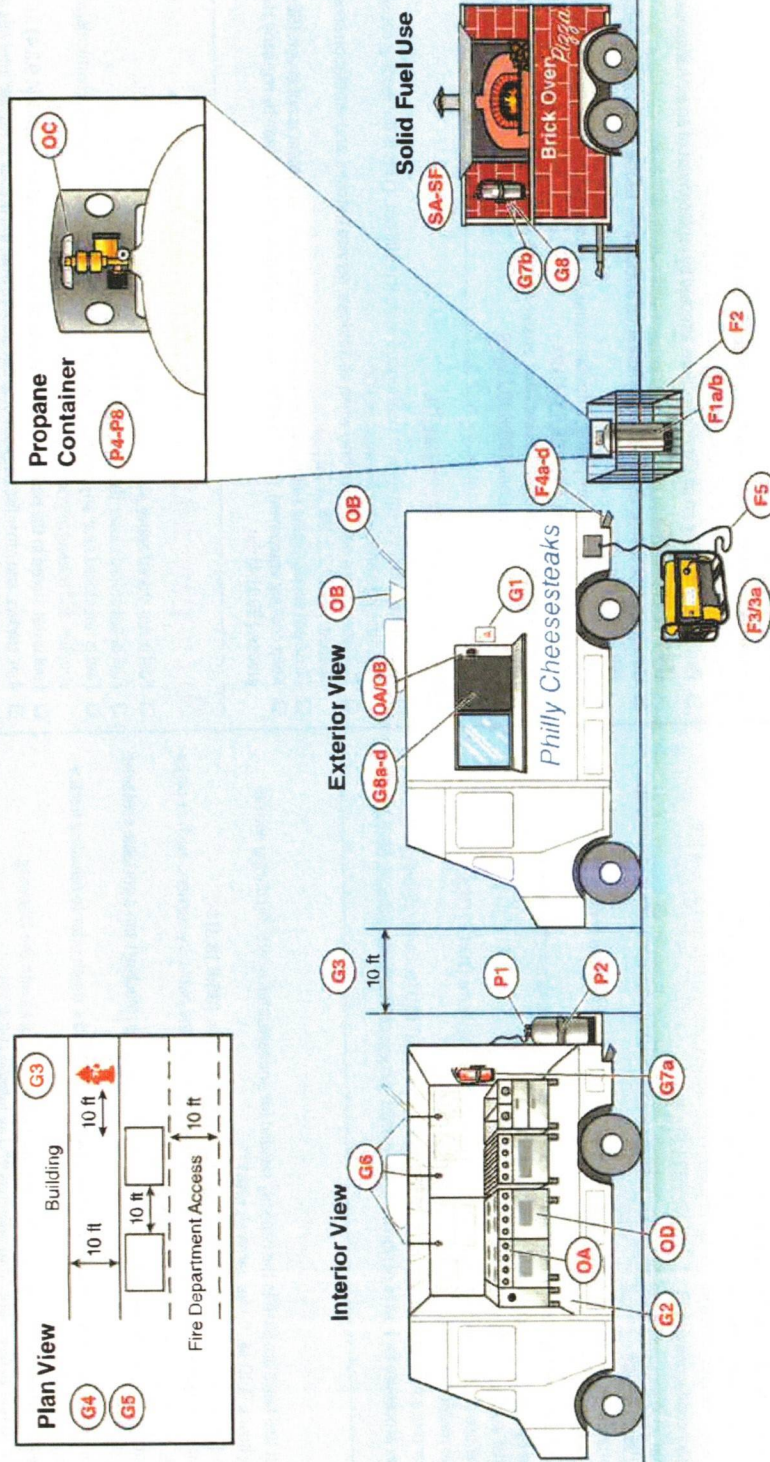 Plan View
G3
Building
10 ft
10 ft
10 ft
10 ft
G4
G5
Fire Department Access
Propane
Container
OC
P4-P8
Interior View
G6
G3
10 ft
P1
P2
G7a
OA
OD
G2
Exterior View
OB
OB
OA/OB
G8a-d
G1
Philly Cheesesteaks
F4a-d
F3/3a
F5
F2
F1a/b
Solid Fuel Use
SA-SF
G7b
G8
Brick Oven
Pizza